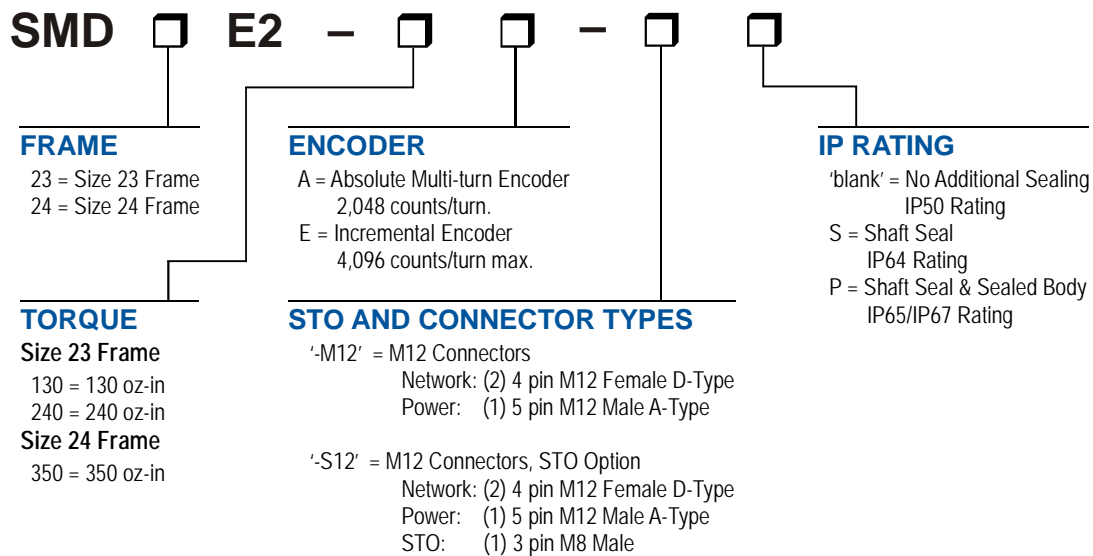 SMD E2 – –
FRAME
23 = Size 23 Frame
24 = Size 24 Frame
TORQUE
Size 23 Frame
130 = 130 oz-in
240 = 240 oz-in
Size 24 Frame
350 = 350 oz-in
ENCODER
A = Absolute Multi-turn Encoder
2,048 counts/turn.
E = Incremental Encoder
4,096 counts/turn max.
STO AND CONNECTOR TYPES
‘-M12’ = M12 Connectors
Network: (2) 4 pin M12 Female D-Type
Power: (1) 5 pin M12 Male A-Type
‘-S12’ = M12 Connectors, STO Option
Network: (2) 4 pin M12 Female D-Type
Power: (1) 5 pin M12 Male A-Type
STO: (1) 3 pin M8 Male
IP RATING
‘blank’ = No Additional Sealing
IP50 Rating
S = Shaft Seal
IP64 Rating
P = Shaft Seal & Sealed Body
IP65/IP67 Rating